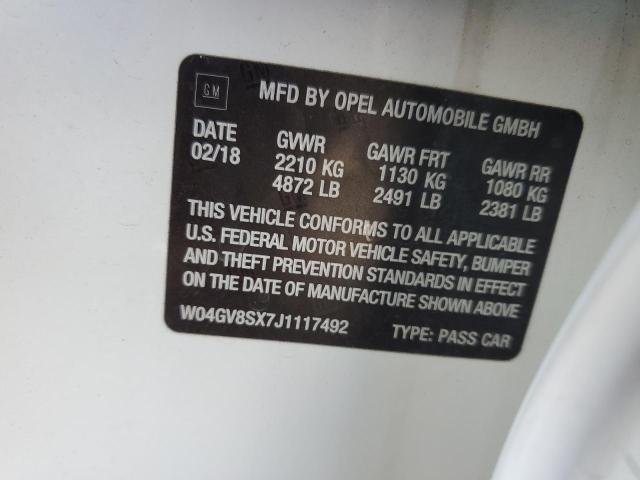 GM
MFD BY OPEL AUTOMOBILE GMBH
DATE GVWR GAWR FRT GAWR RR
02/18 2210 KG 1130 KG 1080 KG
4872 LB 2491 LB 2381 LB
THIS VEHICLE CONFORMS TO ALL APPLICABLE
U.S. FEDERAL MOTOR VEHICLE SAFETY, BUMPER
AND THEFT PREVENTION STANDARDS IN EFFECT
ON THE DATE OF MANUFACTURE SHOWN ABOVE
W04GV8SX7J1117492 TYPE: PASS CAR